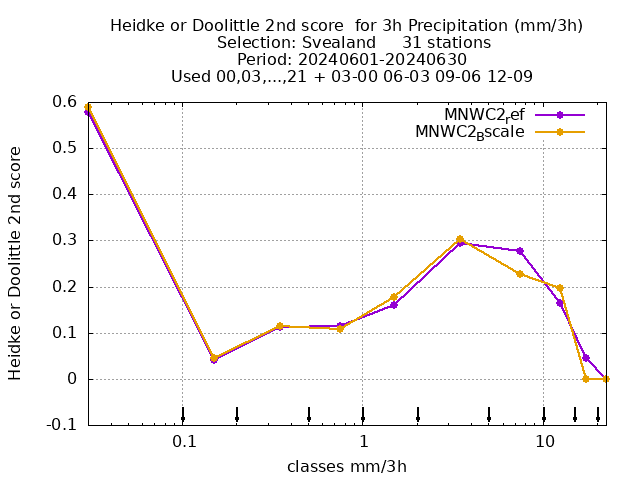 Heidke or Doolittle 2nd score  for 3h Precipitation (mm/3h)
Selection: Svealand     31 stations
Period: 20240601-20240630
Used 00,03,...,21 + 03-00 06-03 09-06 12-09
MNWC2ref
MNWC2Bscale
0.6
0.5
0.4
0.3
0.2
0.1
0
-0.1
Heidke or Doolittle 2nd score
0.1 1 10
classes mm/3h